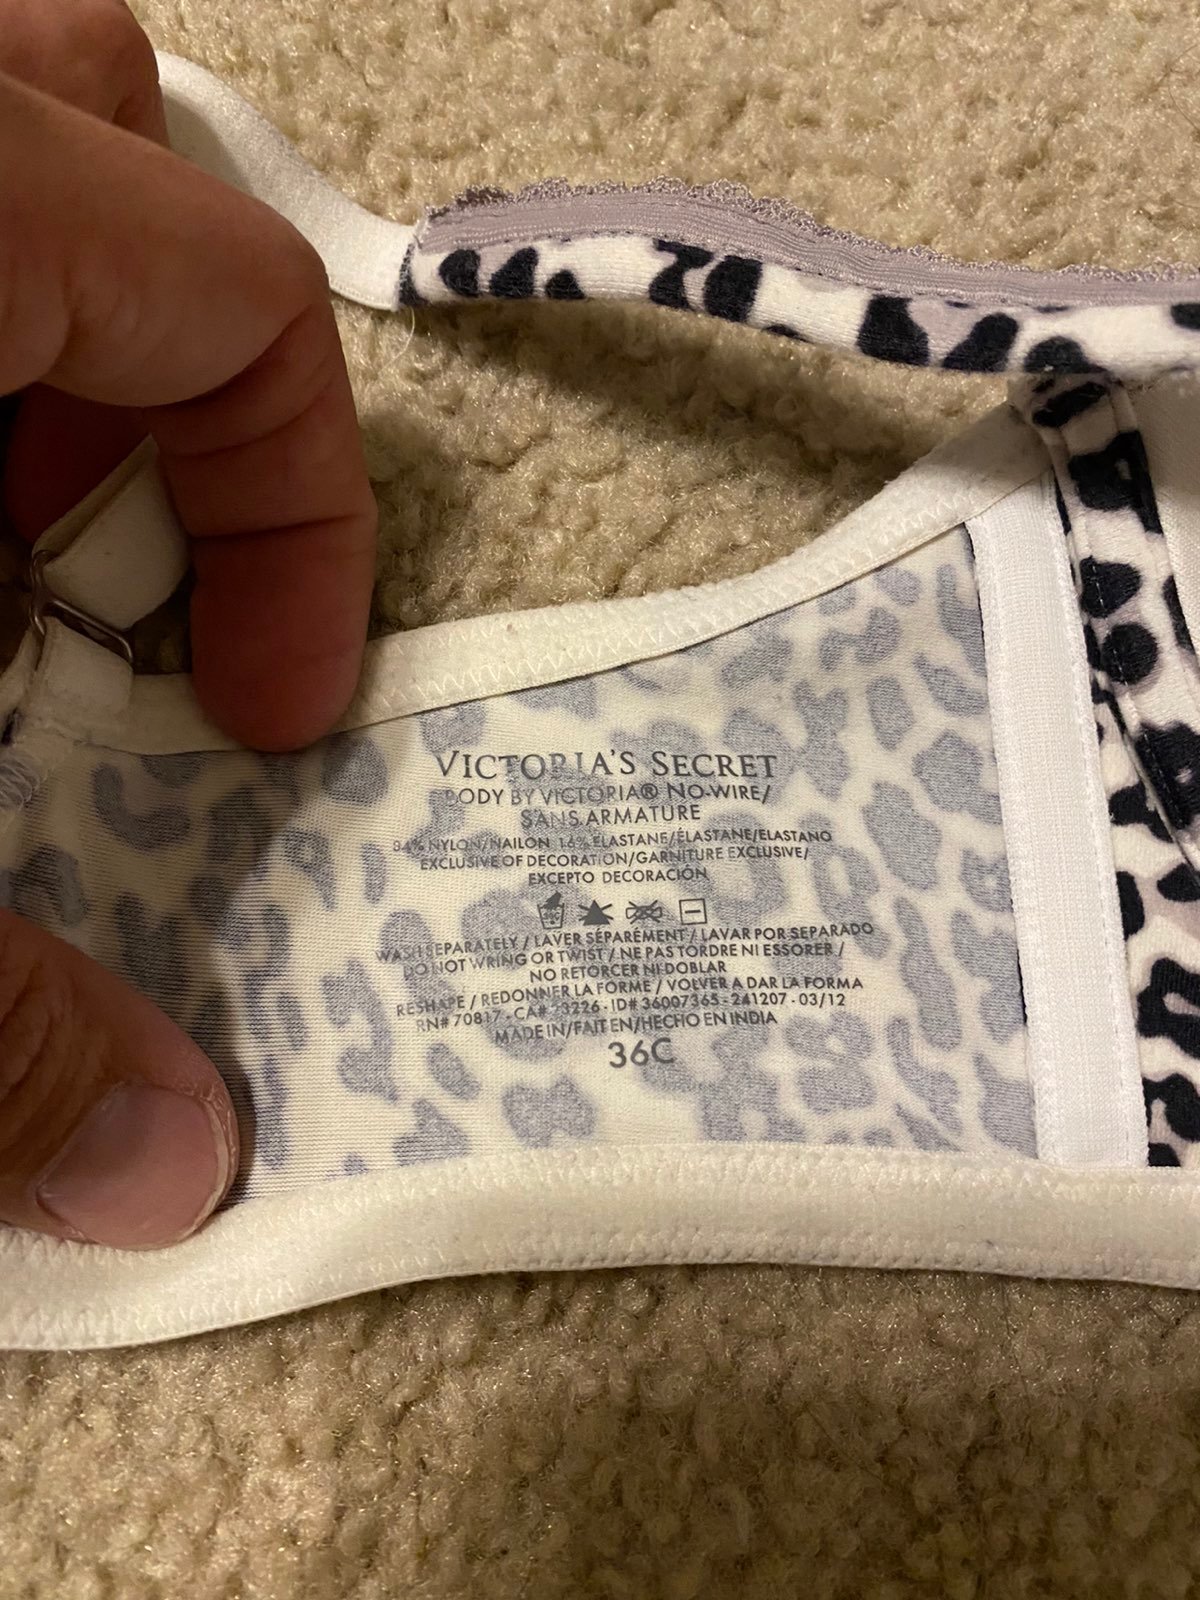 VICTORIA'S SECRET
BODY BY VICTORIA® NO-WIRE/
SANS ARMATURE
84% NYLON/NAILON 16% ELASTANE/ÉLASTANE/ELASTANO
EXCLUSIVE OF DECORATION/GARNITURE EXCLUSIVE/
EXCEPTO DECORACIÓN
WASH SEPARATELY / LAVER SÉPARÉMENT / LAVAR POR SEPARADO
DO NOT WRING OR TWIST / NE PAS TORDRE NI ESSORER /
NO RETORCER NI DOBLAR
RESHAPE / REDONNER LA FORME / VOLVER A DAR LA FORMA
RN# 70817 - CA# 3226 - ID# 36007365 - 241207 - 03/12
MADE IN/FAIT EN/HECHO EN INDIA
36C